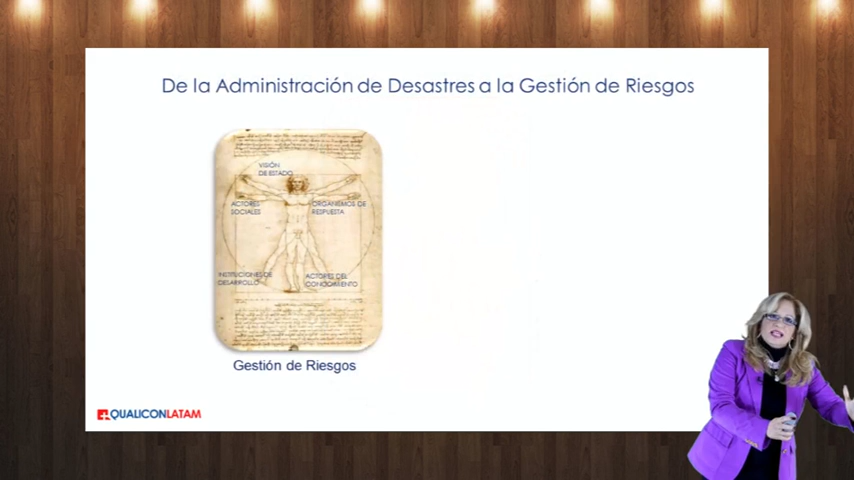 De la Administración de Desastres a la Gestión de Riesgos
VISIÓN
DE ESTADO
ACTORES
SOCIALES
ORGANISMOS DE
RESPUESTA
INSTITUCIONES DE
DESARROLLO
ACTORES DEL
CONOCIMIENTO
Gestión de Riesgos
QUALICONLATAM